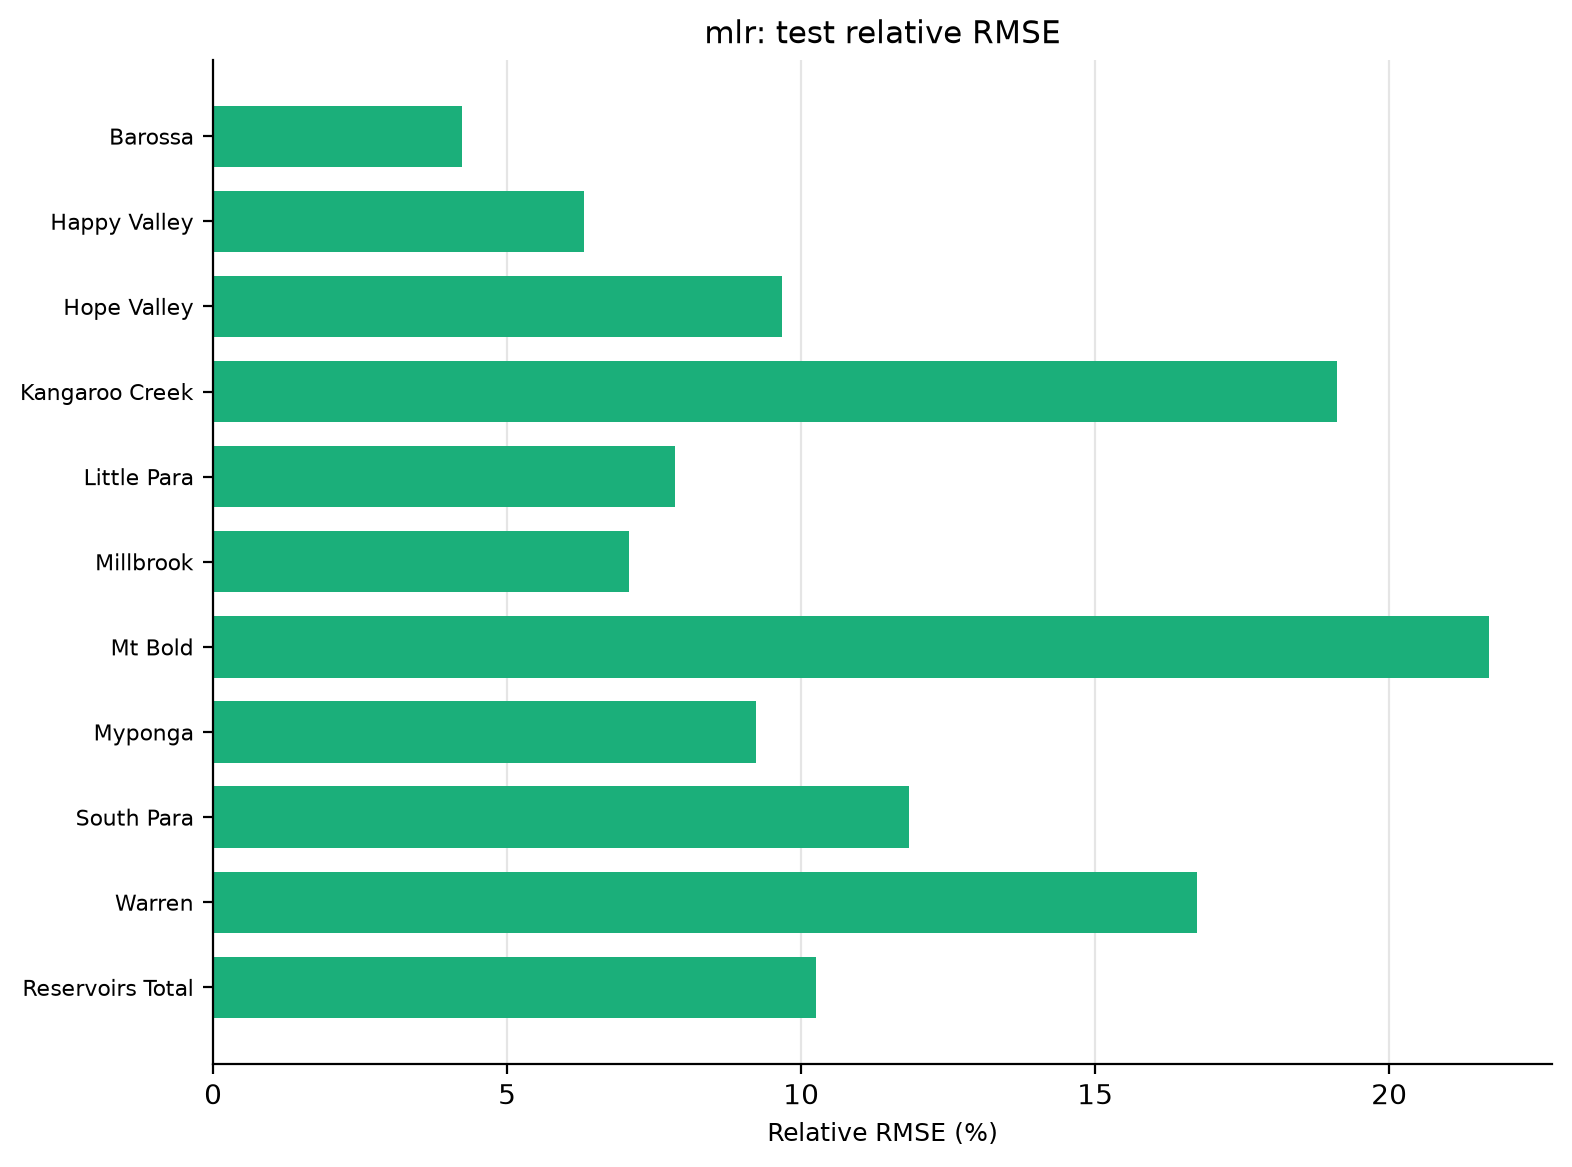 mlr: test relative RMSE
Barossa
Happy Valley
Hope Valley
Kangaroo Creek
Little Para
Millbrook
Mt Bold
Myponga
South Para
Warren
Reservoirs Total
0 5 10 15 20
Relative RMSE (%)